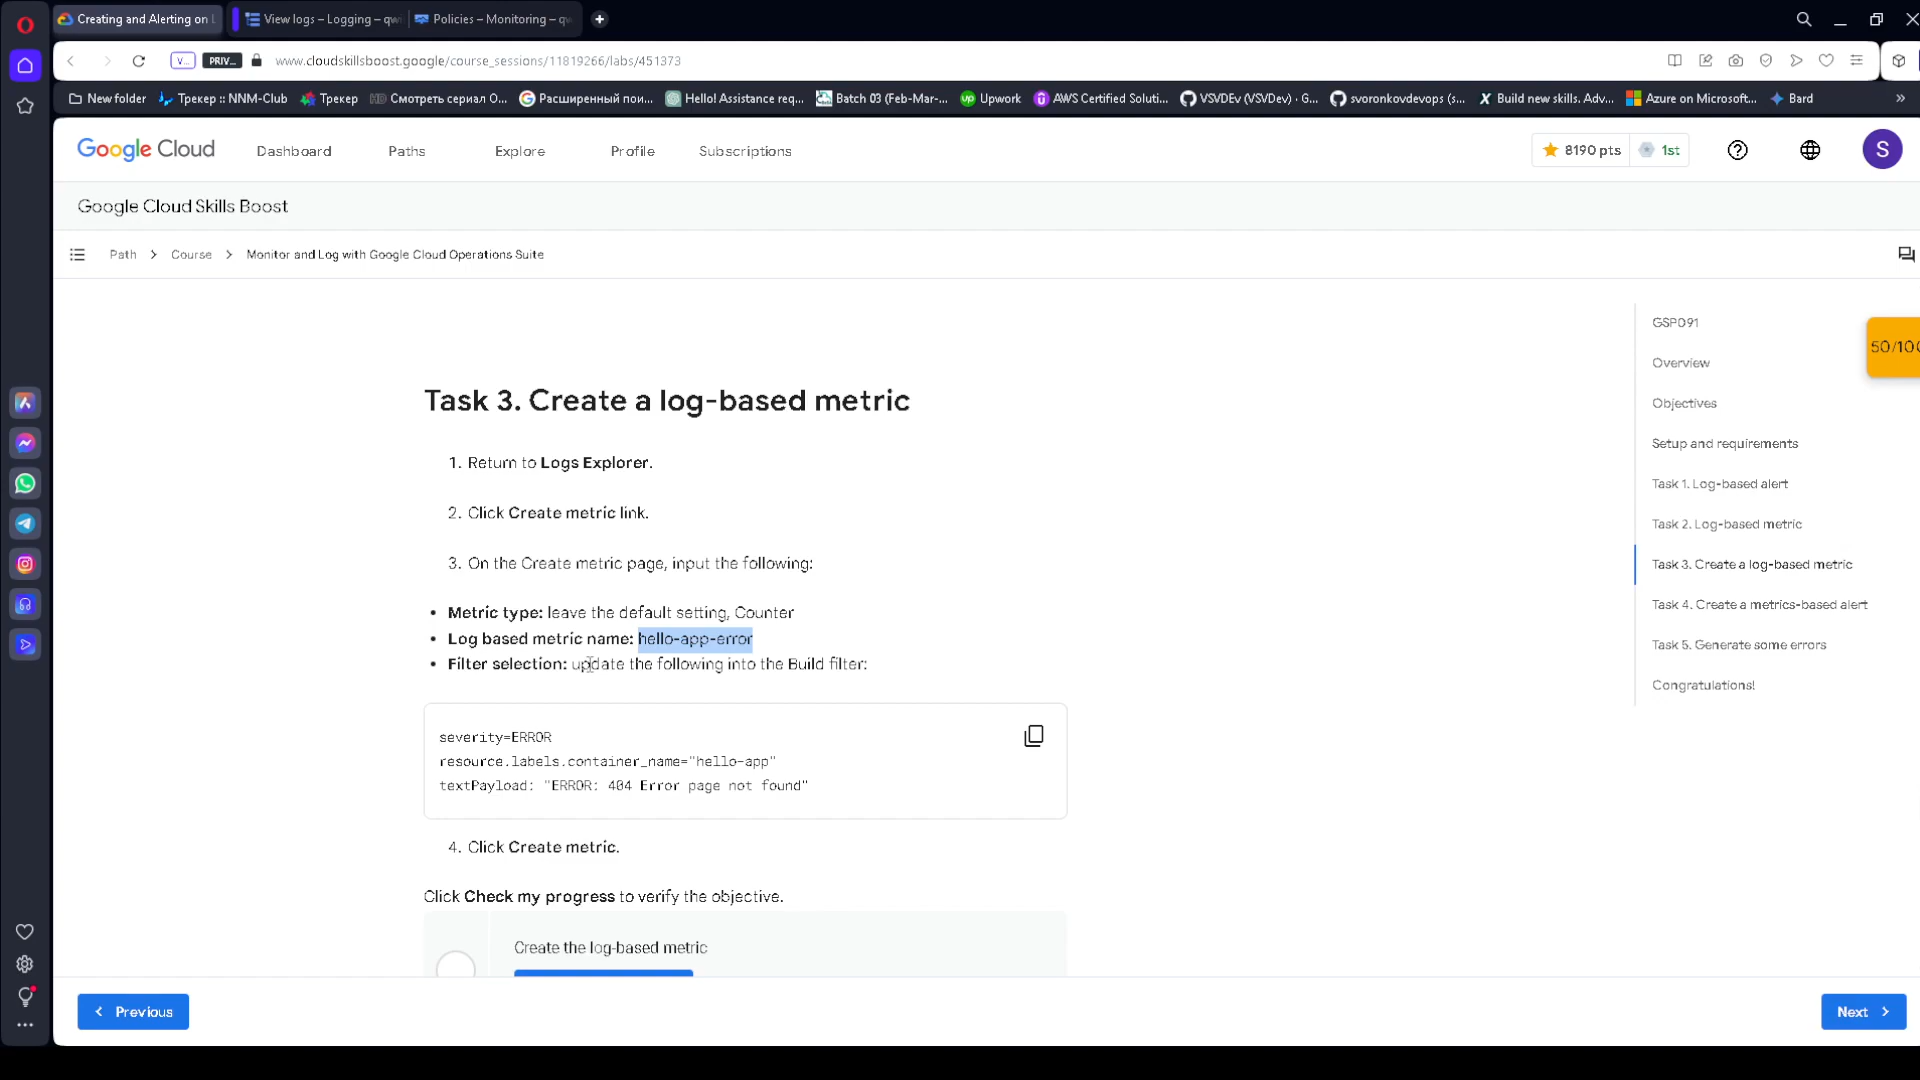 Creating and Alerting on L
View logs – Logging – qw
Policies – Monitoring – qw
V...
PRIV...
www.cloudskillsboost.google/course_sessions/11819266/labs/451373
New folder
Трекер :: NNM-Club
Трекер
HD Смотреть сериал О...
Расширенный пои...
Hello! Assistance req...
Batch 03 (Feb-Mar-...
Upwork
AWS Certified Soluti...
VSVDEv (VSVDev) · G...
svoronkovdevops (s...
Build new skills. Adv...
Azure on Microsoft...
Bard
Google Cloud
Dashboard
Paths
Explore
Profile
Subscriptions
8190 pts
1st
S
Google Cloud Skills Boost
Path
Course
Monitor and Log with Google Cloud Operations Suite
Task 3. Create a log-based metric
1. Return to Logs Explorer.
2. Click Create metric link.
3. On the Create metric page, input the following:
• Metric type: leave the default setting, Counter
• Log based metric name: hello-app-error
• Filter selection: update the following into the Build filter:
severity=ERROR
resource.labels.container_name="hello-app"
textPayload: "ERROR: 404 Error page not found"
4. Click Create metric.
Click Check my progress to verify the objective.
Create the log-based metric
GSP091
Overview
Objectives
Setup and requirements
Task 1. Log-based alert
Task 2. Log-based metric
Task 3. Create a log-based metric
Task 4. Create a metrics-based alert
Task 5. Generate some errors
Congratulations!
50/100
Previous
Next